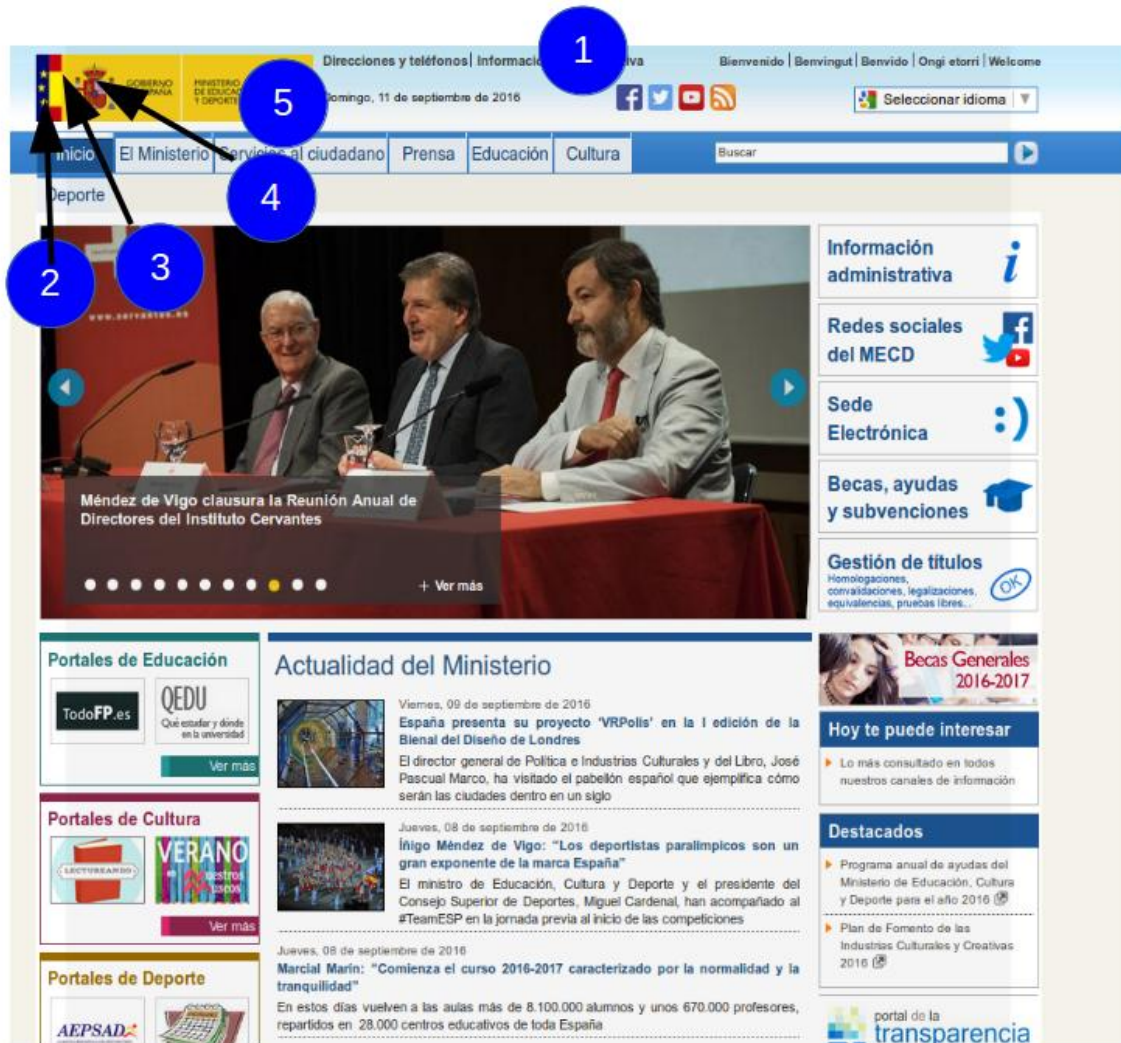 1
Direcciones y teléfonos | Informació va
Bienvenido | Benvingut | Benvido | Ongi etorri | Welcome
GOBIERNO
ESPAÑA
MINISTERIO
DE EDUCAC
Y DEPORTE
5
Domingo, 11 de septiembre de 2016
Seleccionar idioma
Inicio
El Ministerio
Servicios al ciudadano
Prensa
Educación
Cultura
Buscar
Deporte
4
3
2
www.cervantes.es
Méndez de Vigo clausura la Reunión Anual de
Directores del Instituto Cervantes
+ Ver más
Información
administrativa
i
Redes sociales
del MECD
Sede
Electrónica
:)
Becas, ayudas
y subvenciones
Gestión de títulos
Homologaciones,
convalidaciones, legalizaciones,
equivalencias, pruebas libres...
OK
Portales de Educación
TodoFP.es
QEDU
Qué estudiar y dónde
en la universidad
Ver más
Portales de Cultura
LECTUREANDO
VERANO
Ver más
Portales de Deporte
AEPSAD
Actualidad del Ministerio
Viernes, 09 de septiembre de 2016
España presenta su proyecto 'VRPolis' en la I edición de la
Bienal del Diseño de Londres
El director general de Política e Industrias Culturales y del Libro, José
Pascual Marco, ha visitado el pabellón español que ejemplifica cómo
serán las ciudades dentro en un siglo
Jueves, 08 de septiembre de 2016
Íñigo Méndez de Vigo: "Los deportistas paralímpicos son un
gran exponente de la marca España"
El ministro de Educación, Cultura y Deporte y el presidente del
Consejo Superior de Deportes, Miguel Cardenal, han acompañado al
#TeamESP en la jornada previa al inicio de las competiciones
Jueves, 08 de septiembre de 2016
Marcial Marín: "Comienza el curso 2016-2017 caracterizado por la normalidad y la
tranquilidad"
En estos días vuelven a las aulas más de 8.100.000 alumnos y unos 670.000 profesores,
repartidos en 28.000 centros educativos de toda España
Becas Generales
2016-2017
Hoy te puede interesar
Lo más consultado en todos
nuestros canales de información
Destacados
Programa anual de ayudas del
Ministerio de Educación, Cultura
y Deporte para el año 2016
Plan de Fomento de las
Industrias Culturales y Creativas
2016
portal de la
transparencia